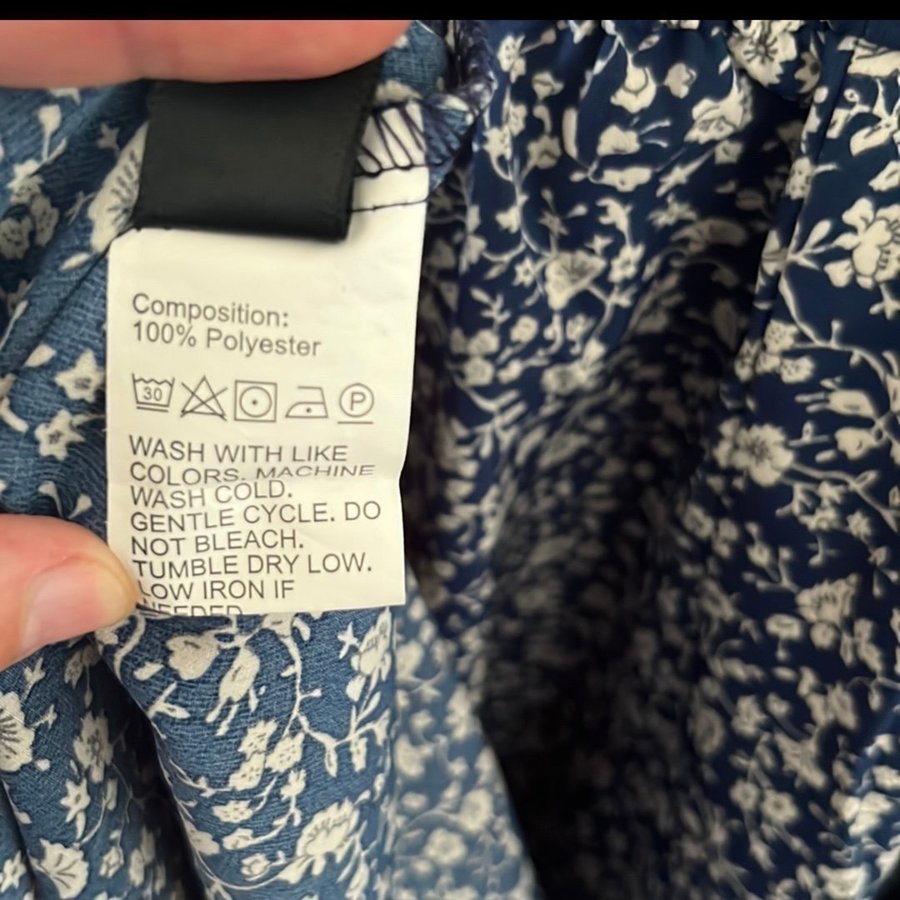 Composition:
100% Polyester
30 P
WASH WITH LIKE
COLORS. MACHINE
WASH COLD.
GENTLE CYCLE. DO
NOT BLEACH.
TUMBLE DRY LOW.
LOW IRON IF
NEEDED